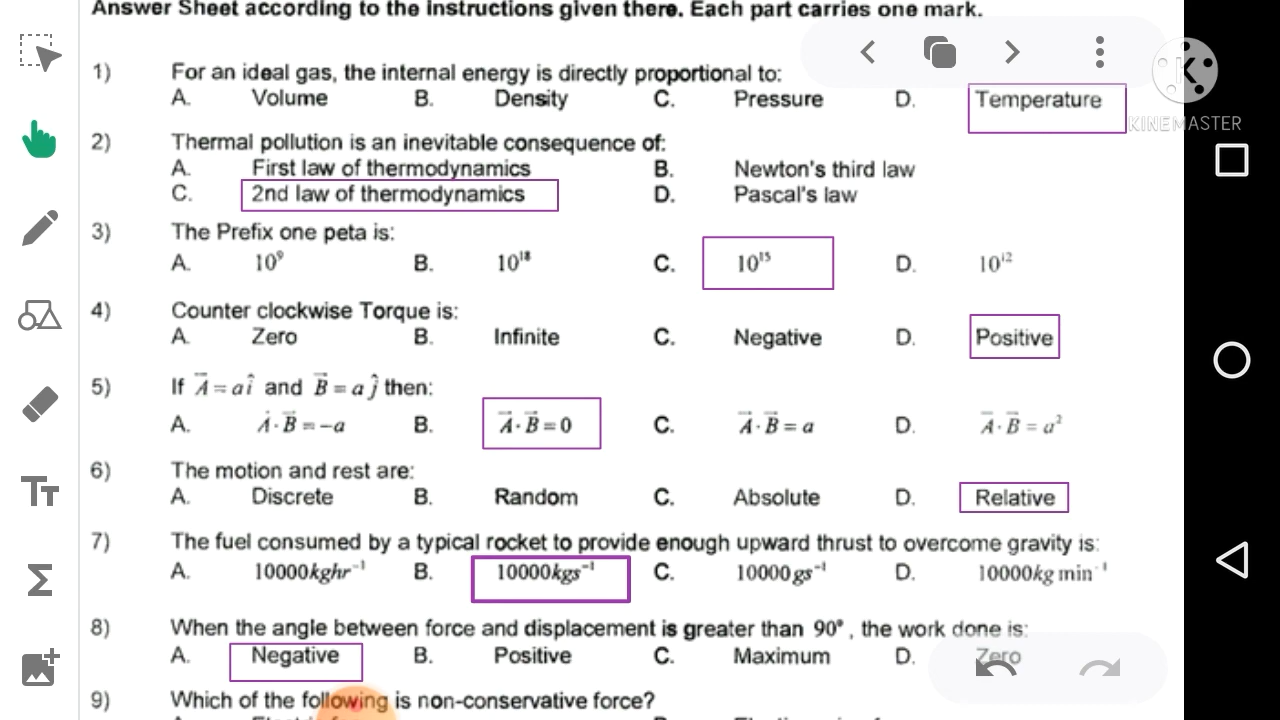 Answer Sheet according to the instructions given there. Each part carries one mark.
1) For an ideal gas, the internal energy is directly proportional to:
A. Volume B. Density C. Pressure D. Temperature
KINEMASTER
2) Thermal pollution is an inevitable consequence of:
A. First law of thermodynamics B. Newton's third law
C. 2nd law of thermodynamics D. Pascal's law
3) The Prefix one peta is:
A. 10⁹ B. 10¹⁸ C. 10¹⁵ D. 10¹²
4) Counter clockwise Torque is:
A. Zero B. Infinite C. Negative D. Positive
5) If A⃗ = a î and B⃗ = a ĵ then:
A. A⃗·B⃗ = −a B. A⃗·B⃗ = 0 C. A⃗·B⃗ = a D. A⃗·B⃗ = a²
6) The motion and rest are:
A. Discrete B. Random C. Absolute D. Relative
7) The fuel consumed by a typical rocket to provide enough upward thrust to overcome gravity is:
A. 10000kghr⁻¹ B. 10000kgs⁻¹ C. 10000gs⁻¹ D. 10000kg min⁻¹
8) When the angle between force and displacement is greater than 90°, the work done is:
A. Negative B. Positive C. Maximum D. Zero
9) Which of the following is non-conservative force?